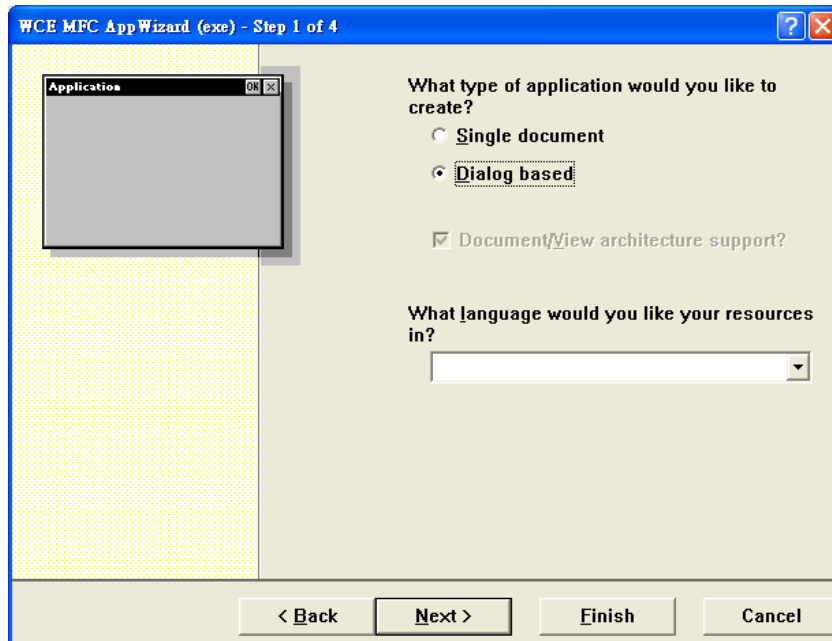 WCE MFC AppWizard (exe) - Step 1 of 4
Application
OK
What type of application would you like to
create?
Single document
Dialog based
Document/View architecture support?
What language would you like your resources
in?
< Back
Next >
Finish
Cancel